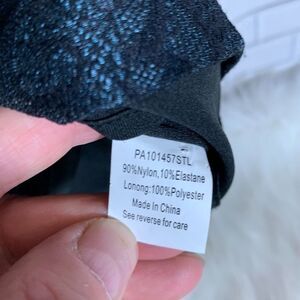 PA101457STL
90%Nylon,10%Elastane
Lonong:100%Polyester
Made In China
See reverse for care